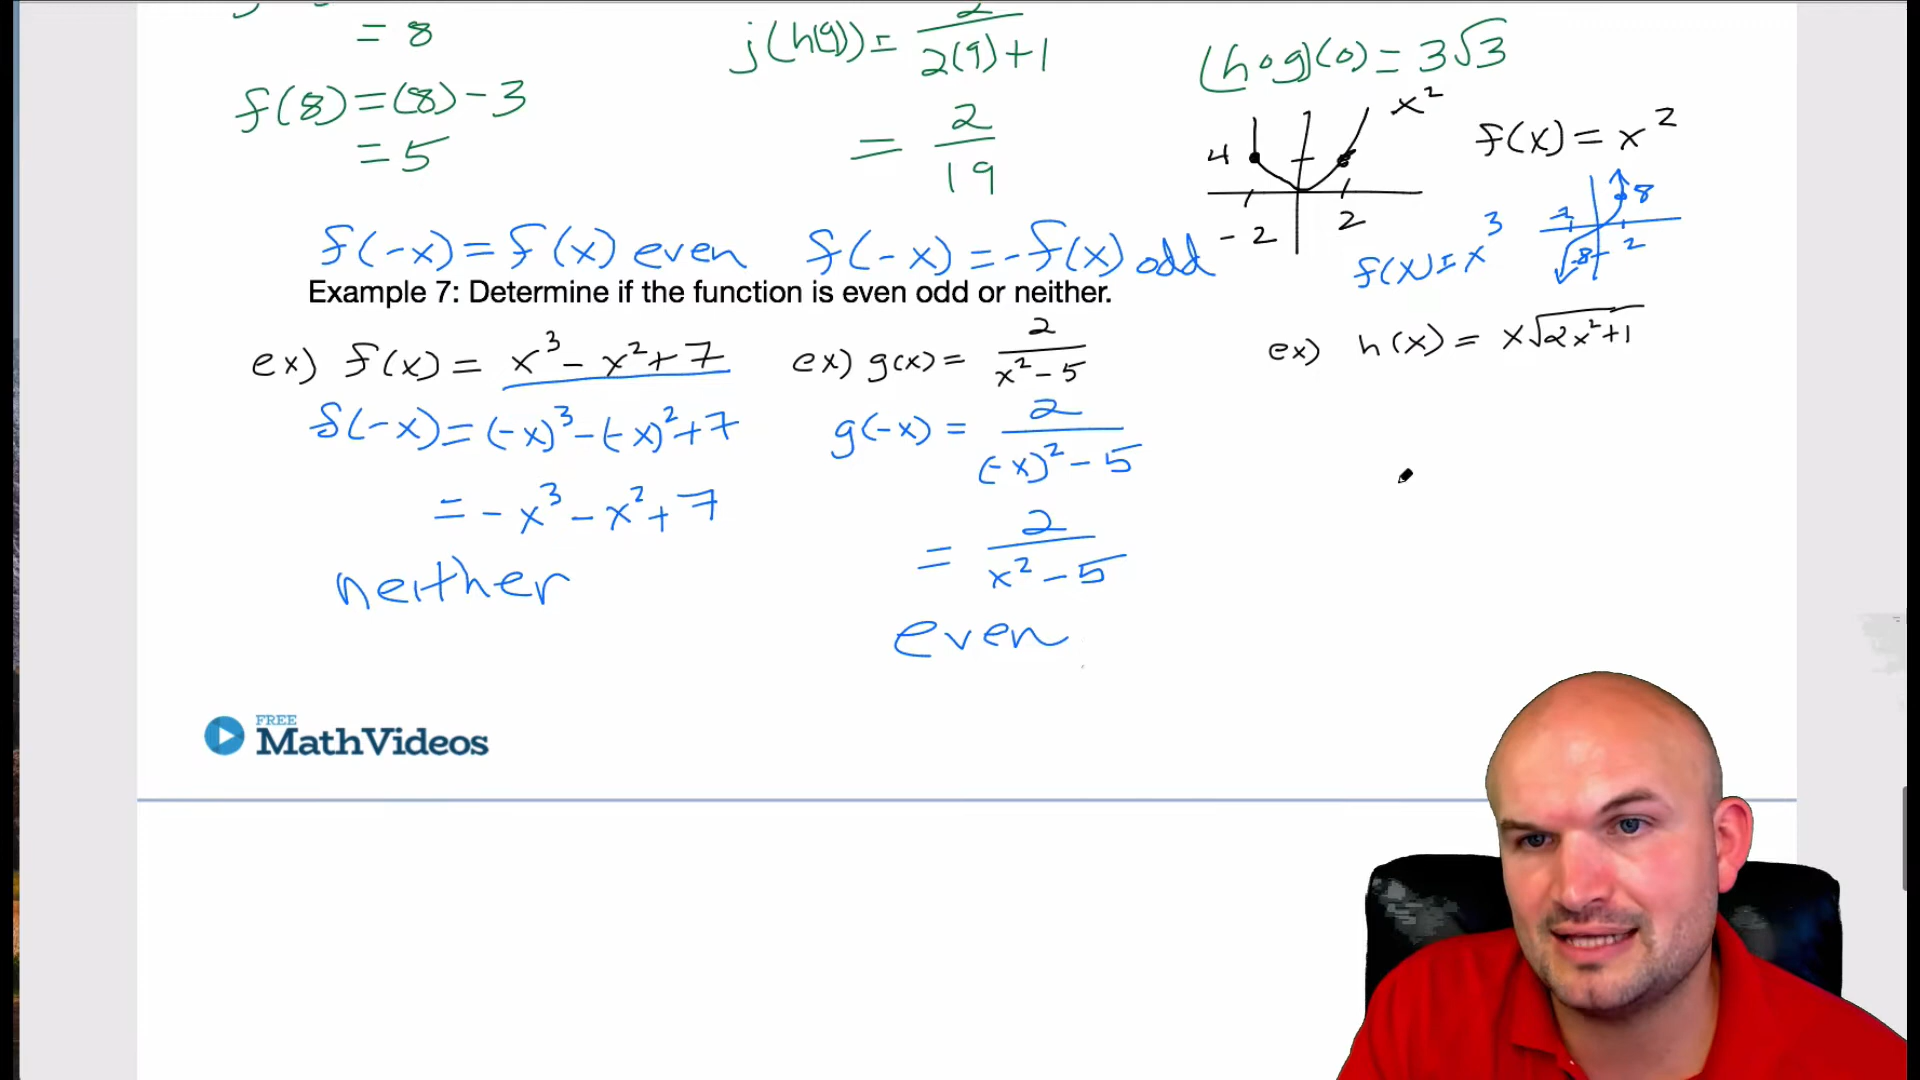 = 8
f(8) = (8) - 3
= 5
j(h(9)) = 2/(2(9)+1)
= 2/19
(h∘g)(0) = 3√3
x²
4
-2
2
f(x) = x²
f(x) = x³
8
-2
2
-8
f(-x) = f(x) even f(-x) = -f(x) odd
Example 7: Determine if the function is even odd or neither.
ex) f(x) = x³ - x² + 7
f(-x) = (-x)³ - (-x)² + 7
= -x³ - x² + 7
neither
ex) g(x) = 2/(x² - 5)
g(-x) = 2/((-x)² - 5)
= 2/(x² - 5)
even
ex) h(x) = x√(2x²+1)
FREE
MathVideos